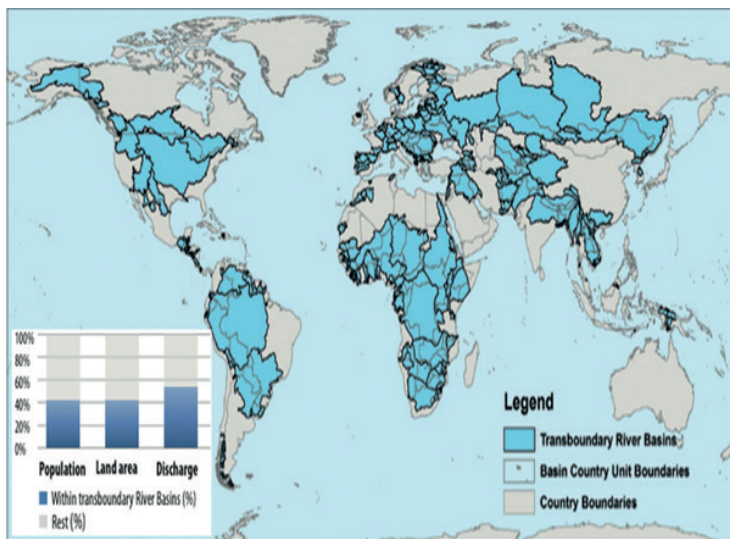 100%
80%
60%
40%
20%
0%
Population Land area Discharge
Within transboundary River Basins (%)
Rest (%)
Legend
Transboundary River Basins
Basin Country Unit Boundaries
Country Boundaries